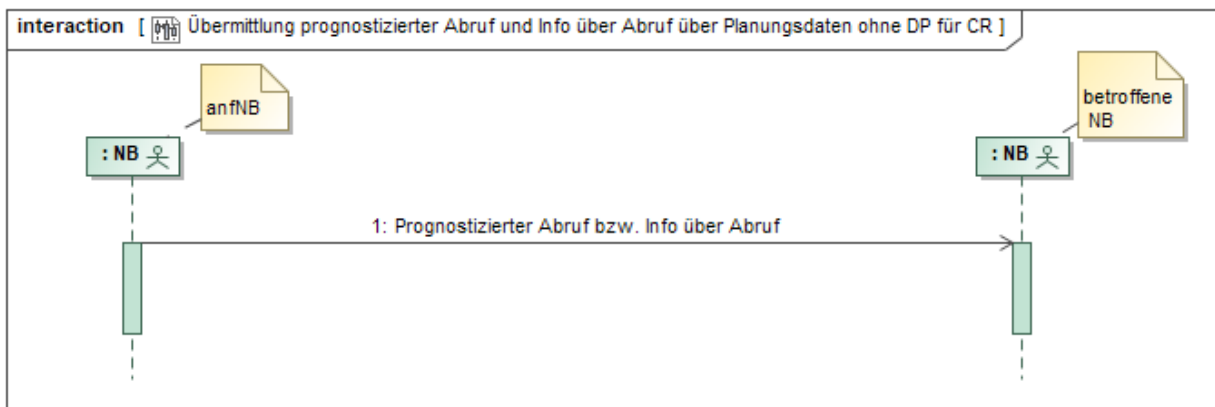 interaction [ Übermittlung prognostizierter Abruf und Info über Abruf über Planungsdaten ohne DP für CR ]
anfNB
betroffene
NB
: NB
: NB
1: Prognostizierter Abruf bzw. Info über Abruf